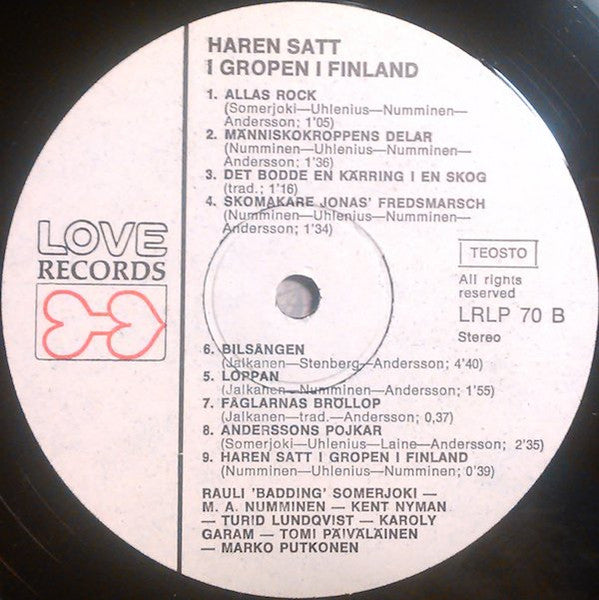 HAREN SATT
I GROPEN I FINLAND
1. ALLAS ROCK
(Somerjoki—Uhlenius—Numminen—
Andersson; 1'05)
2. MÄNNISKOKROPPENS DELAR
(Numminen—Uhlenius—Numminen—
Andersson; 1'36)
3. DET BODDE EN KÄRRING I EN SKOG
(trad.; 1'16)
4. SKOMAKARE JONAS' FREDSMARSCH
(Numminen—Uhlenius—Numminen—
Andersson; 1'34)
LOVE
RECORDS
TEOSTO
All rights
reserved
LRLP 70 B
Stereo
6. BILSÅNGEN
(Jalkanen—Stenberg—Andersson; 4'40)
5. LOPPAN
(Jalkanen—Numminen—Andersson; 1'55)
7. FÅGLARNAS BRÖLLOP
(Jalkanen—trad.—Andersson; 0,37)
8. ANDERSSONS POJKAR
(Somerjoki—Uhlenius—Laine—Andersson; 2'35)
9. HAREN SATT I GROPEN I FINLAND
(Numminen—Uhlenius—Numminen; 0'39)
RAULI 'BADDING' SOMERJOKI —
M. A. NUMMINEN — KENT NYMAN
— TURID LUNDQVIST — KAROLY
GARAM — TOMI PÄIVÄLÄINEN
— MARKO PUTKONEN